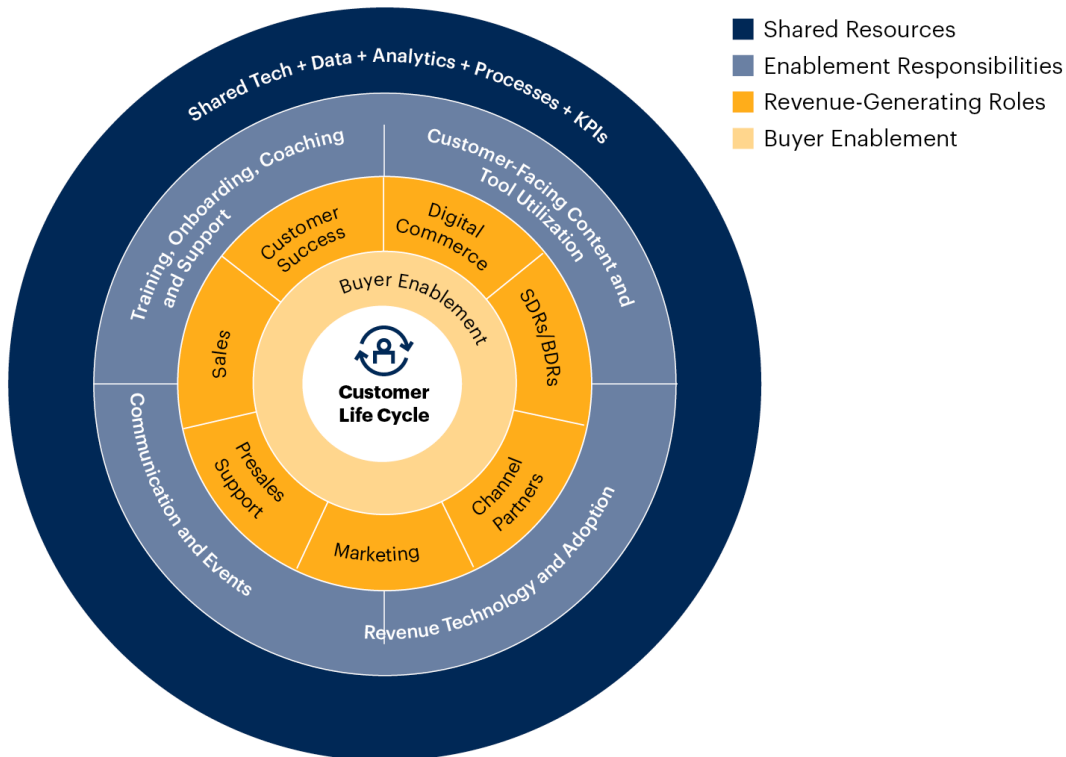 Shared Resources
Enablement Responsibilities
Revenue-Generating Roles
Buyer Enablement
Shared Tech + Data + Analytics + Processes + KPIs
Training, Onboarding, Coaching
and Support
Customer-Facing Content and
Tool Utilization
Communication and Events
Revenue Technology and Adoption
Customer
Success
Digital
Commerce
SDRs/BDRs
Channel
Partners
Marketing
Presales
Support
Sales
Buyer Enablement
Customer
Life Cycle